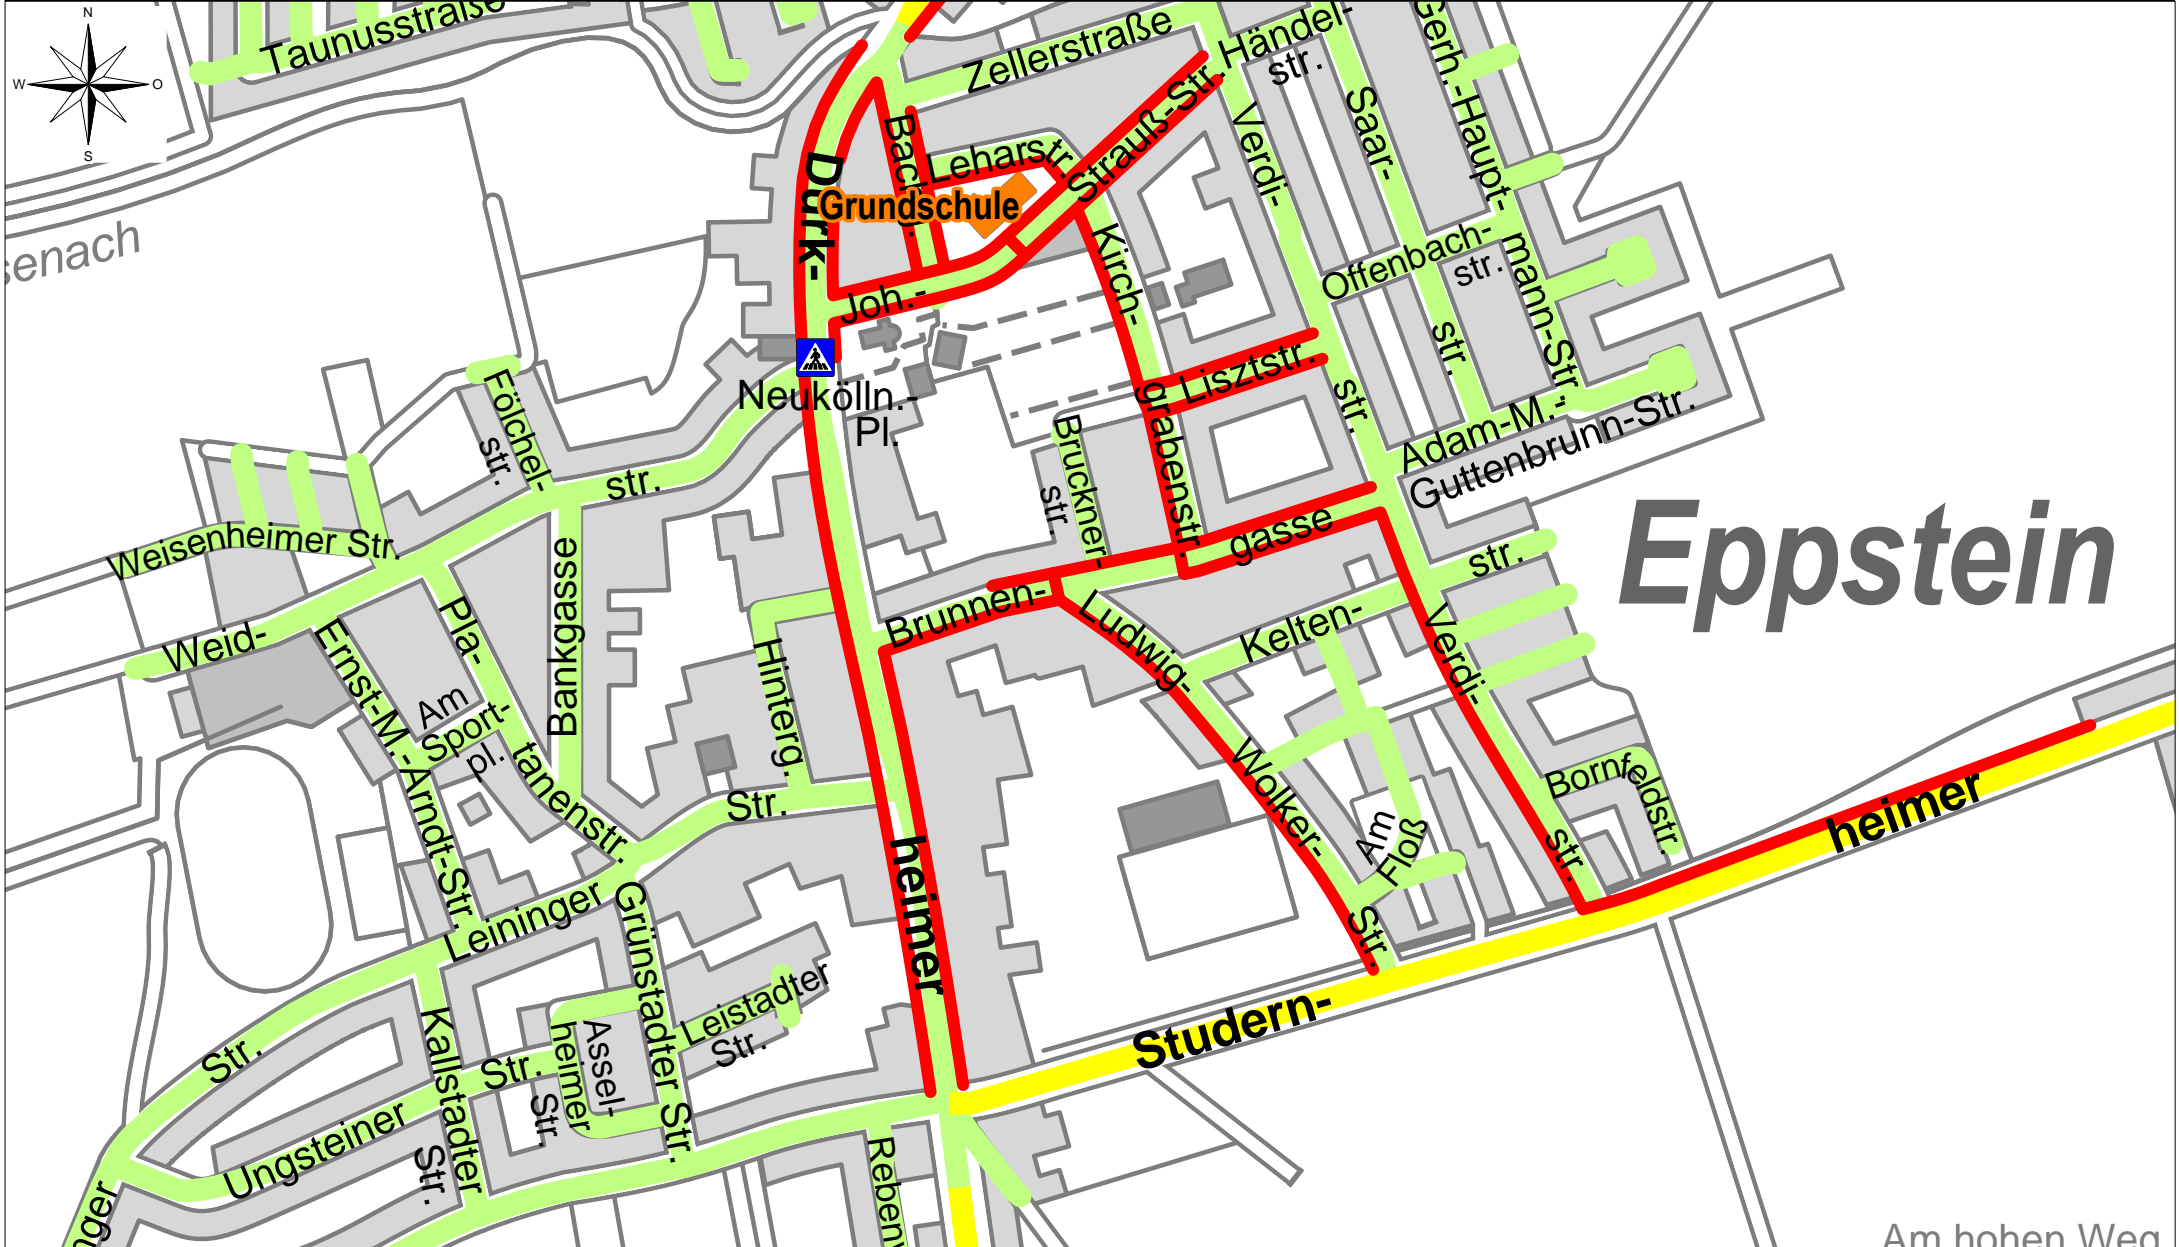 N
W
O
S
Taunusstraße
Zellerstraße
Händel-
str.
Gerh.-Haupt-
mann-Str.
Saar-
str.
Verdi-
str.
Bachg.
Leharstr.
Joh.-
Strauß-Str.
Grundschule
Dürk-
heimer
Kirch-
grabenstr.
Offenbach-
str.
senach
Lisztstr.
Neukölln.-
Pl.
Adam-M.-
Guttenbrunn-Str.
Fölchel-
str.
str.
Bruckner-
str.
Eppstein
Weisenheimer Str.
Brunnen-
gasse
Kelten-
str.
Weid-
Pla-
tanenstr.
Bankgasse
Hinterg.
Ludwig-
Wolker-
Str.
Verdi-
str.
Ernst-M.-Arndt-Str.
Am
Sport-
pl.
Bornfeldstr.
Am
Floß
heimer
Studern-
Str.
Leininger
Str.
Grünstadter Str.
Leistadter
Str.
Assel-
heimer
Str.
Kallstadter
Str.
Str.
Ungsteiner
nger
Am hohen Weg